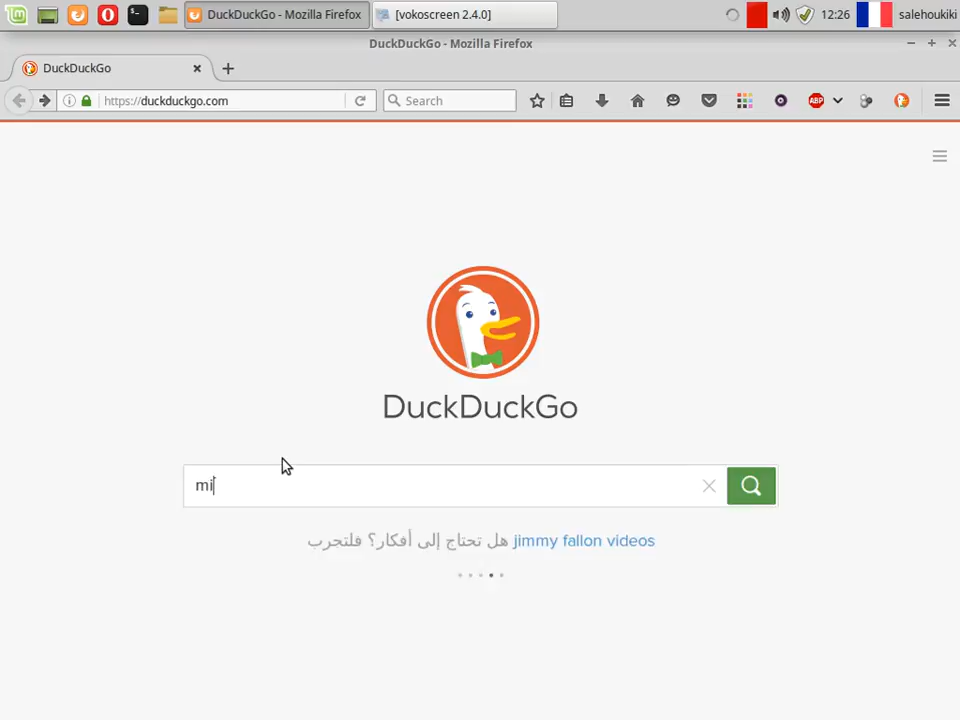 DuckDuckGo - Mozilla Firefox
[vokoscreen 2.4.0]
12:26
salehoukiki
DuckDuckGo - Mozilla Firefox
DuckDuckGo
https://duckduckgo.com
Search
ABP
DuckDuckGo
mi
هل تحتاج إلى أفكار؟ فلتجرب jimmy fallon videos